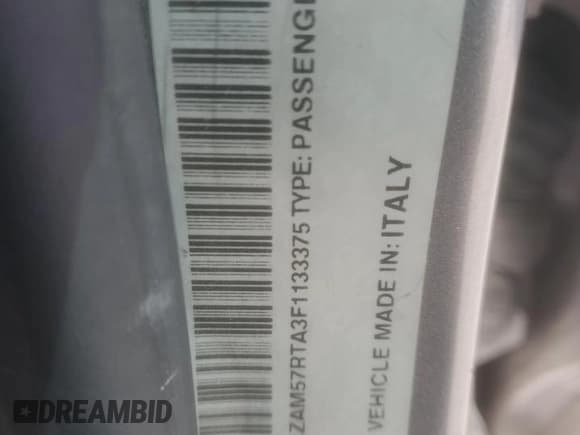 ZAM57RTA3F1133375 TYPE: PASSENG
VEHICLE MADE IN: ITALY
DREAMBID